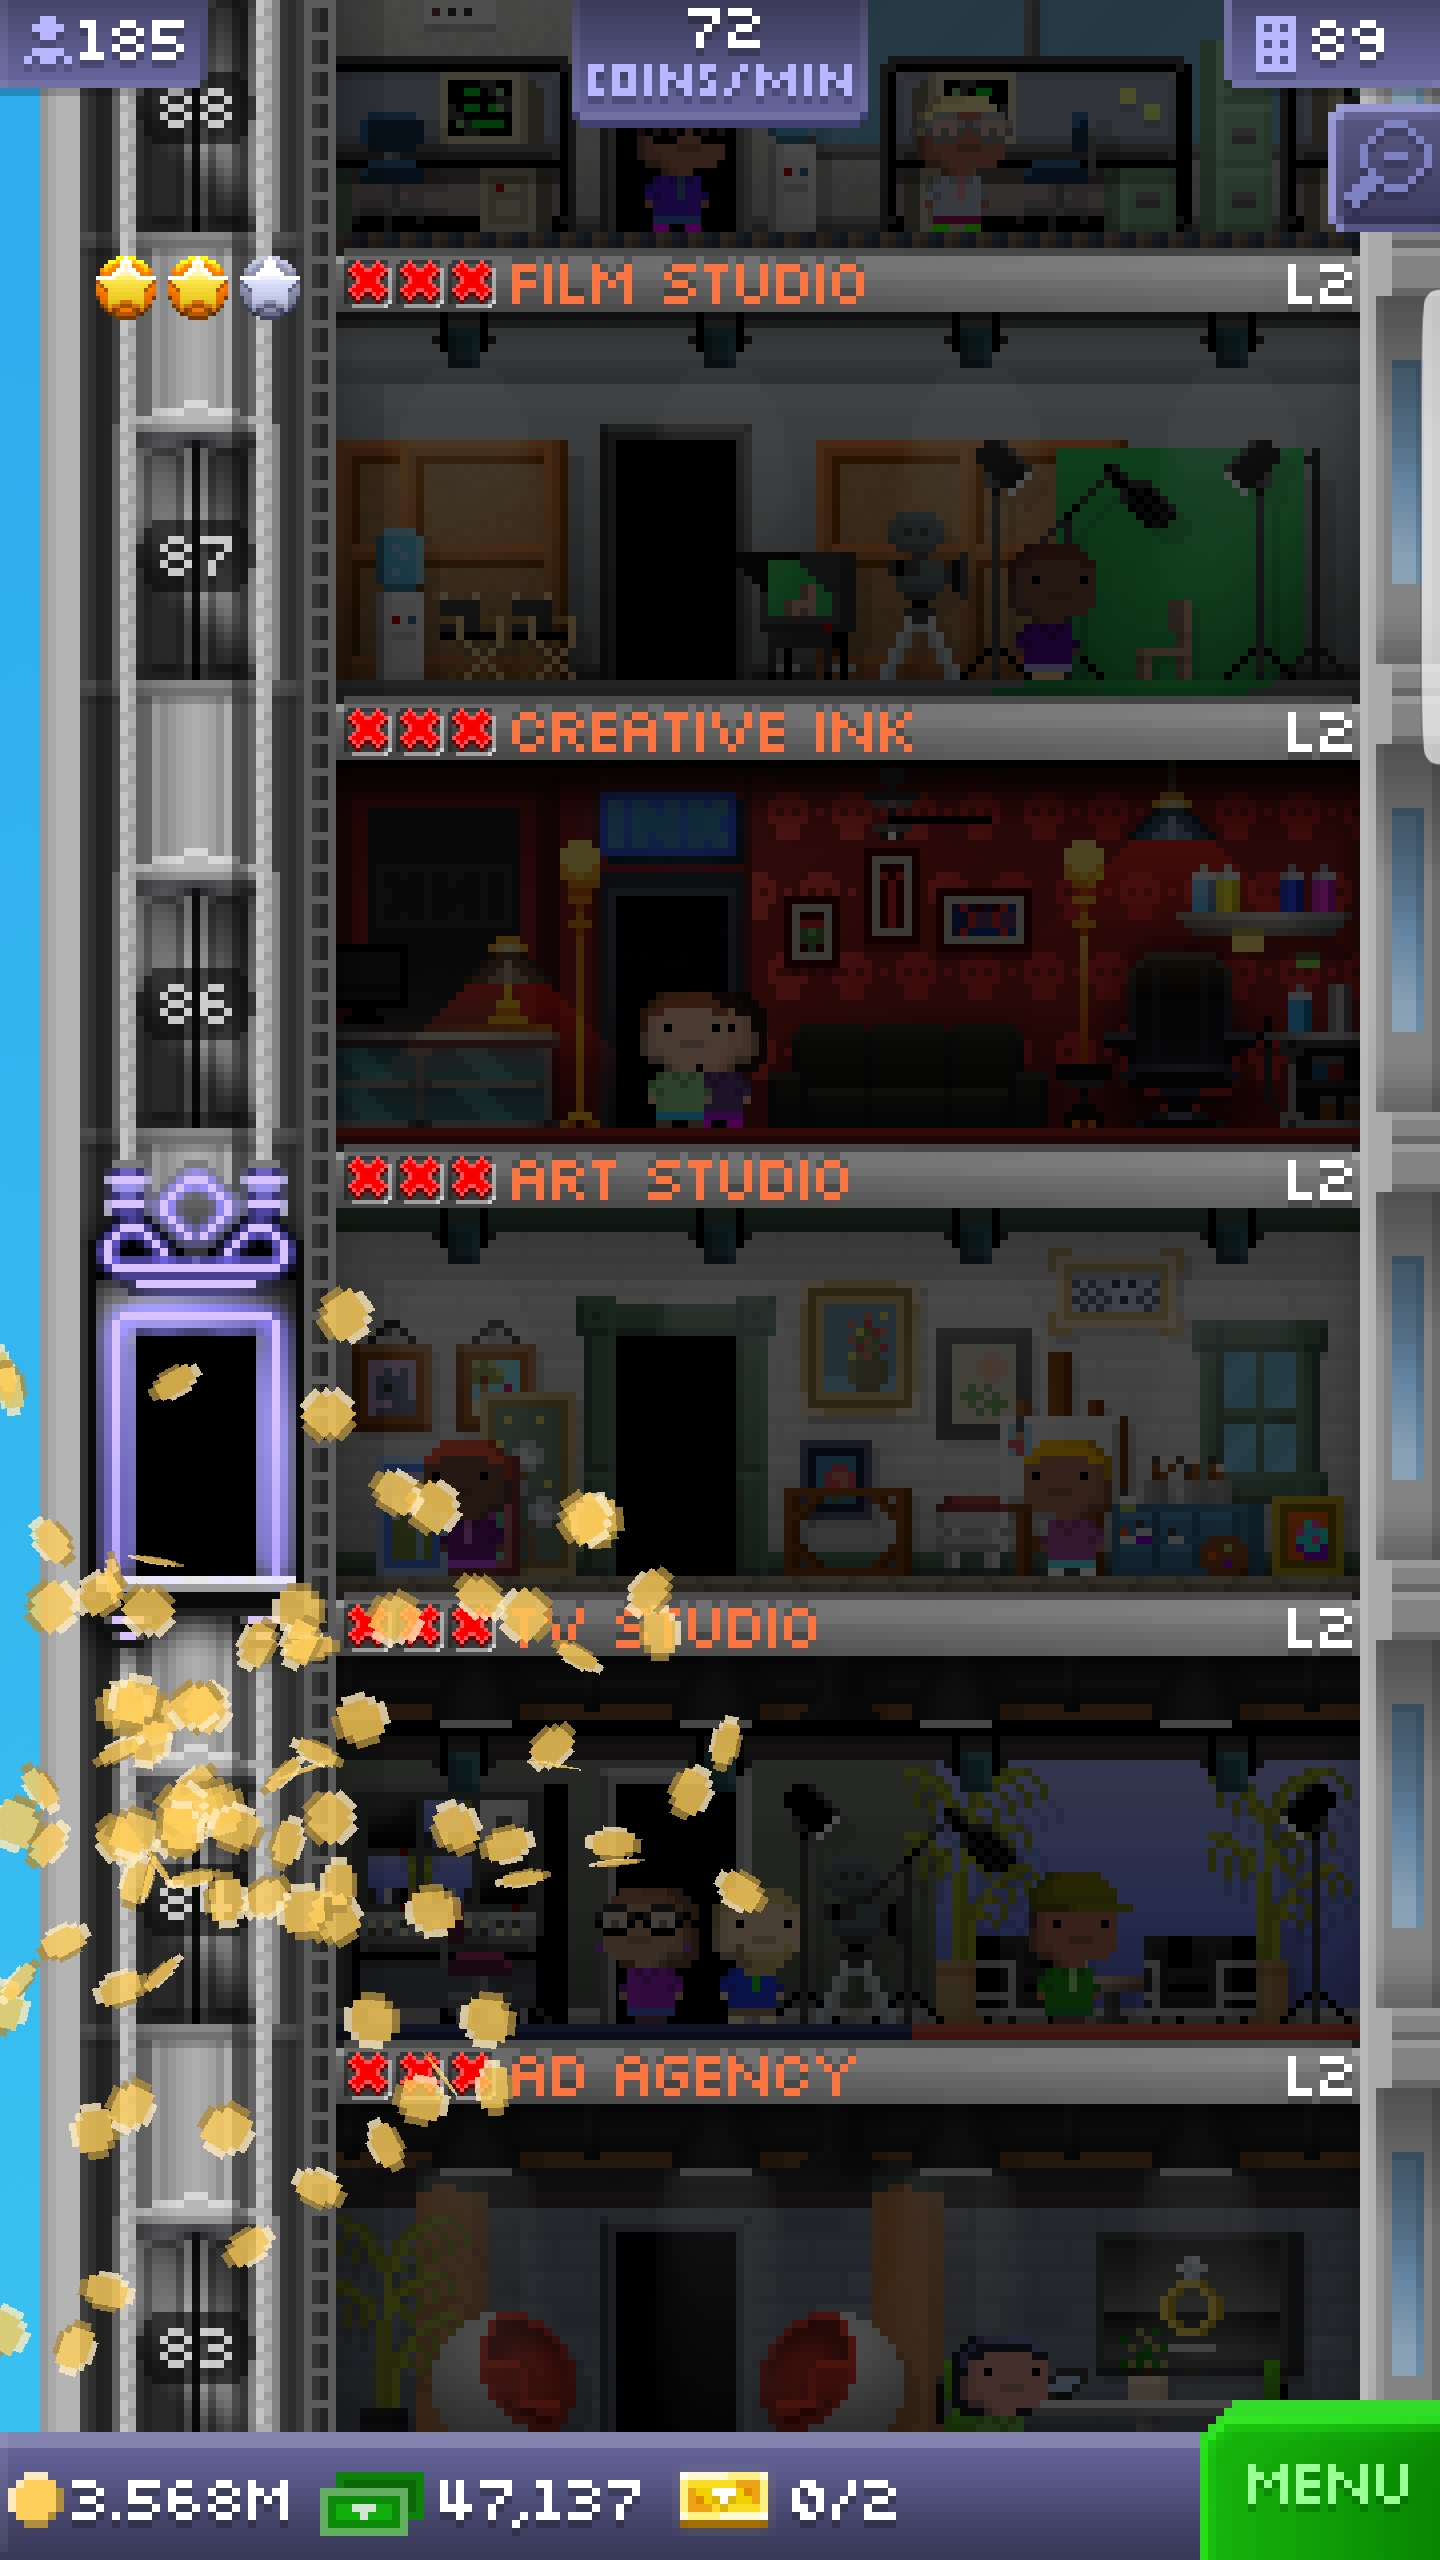 185
72
COINS/MIN
89
88
FILM STUDIO L2
87
CREATIVE INK L2
INK
86
ART STUDIO L2
TV STUDIO L2
AD AGENCY L2
83
3.568M 47,137 0/2
MENU